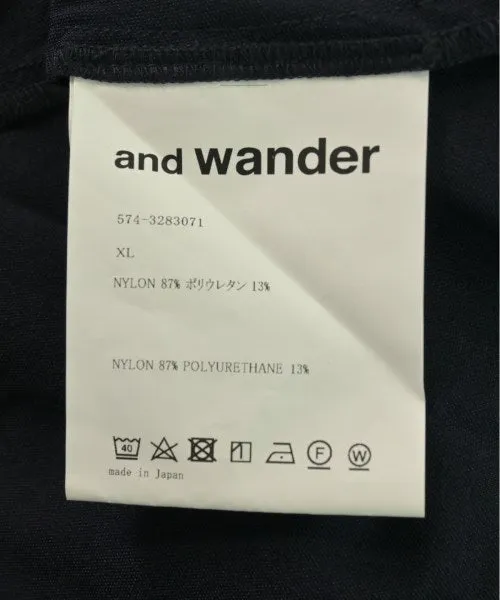 and wander
574-3283071
XL
NYLON 87% ポリウレタン 13%
NYLON 87% POLYURETHANE 13%
40 F W
made in Japan